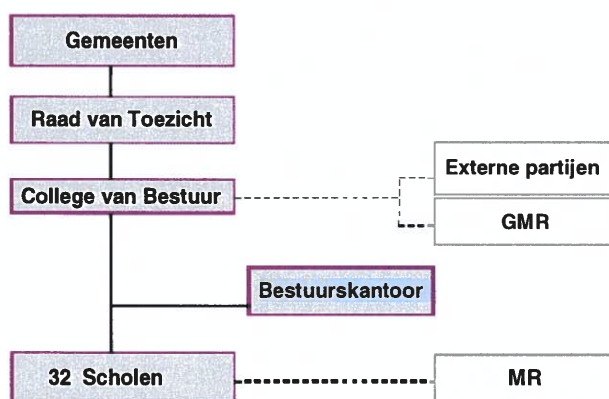 Gemeenten
Raad van Toezicht
College van Bestuur
Externe partijen
GMR
Bestuurskantoor
32 Scholen
MR